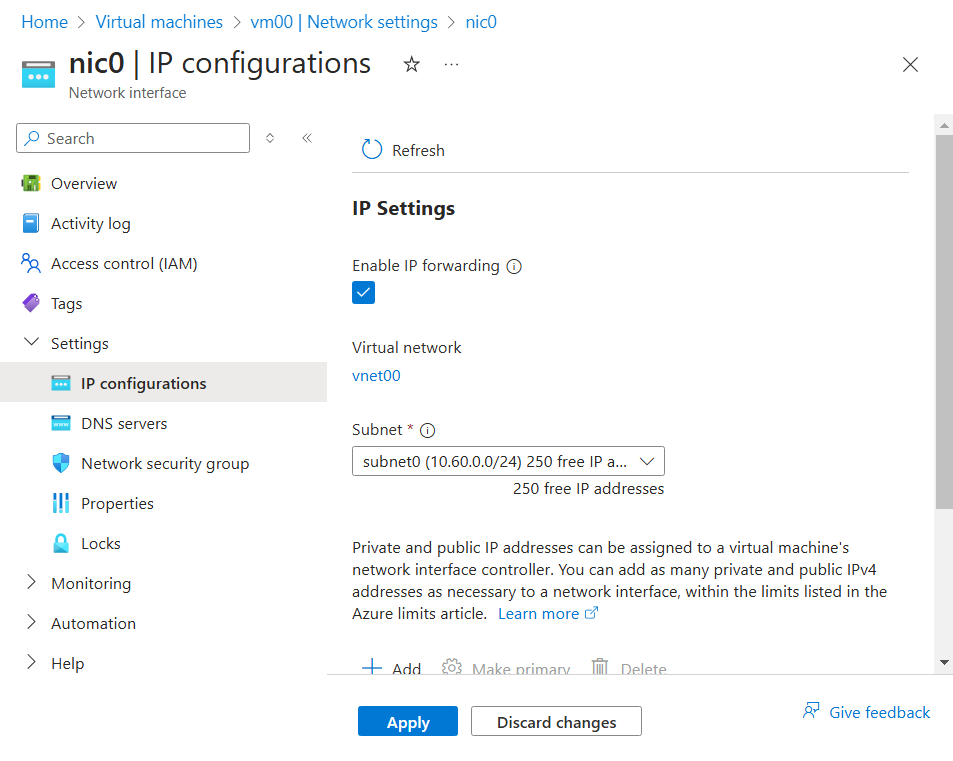 Home > Virtual machines > vm00 | Network settings > nic0
nic0 | IP configurations ☆ ...
Network interface
Search
Overview
Activity log
Access control (IAM)
Tags
Settings
IP configurations
DNS servers
Network security group
Properties
Locks
Monitoring
Automation
Help
Refresh
IP Settings
Enable IP forwarding
Virtual network
vnet00
Subnet *
subnet0 (10.60.0.0/24) 250 free IP a...
250 free IP addresses
Private and public IP addresses can be assigned to a virtual machine's
network interface controller. You can add as many private and public IPv4
addresses as necessary to a network interface, within the limits listed in the
Azure limits article. Learn more
Add Make primary Delete
Apply Discard changes
Give feedback